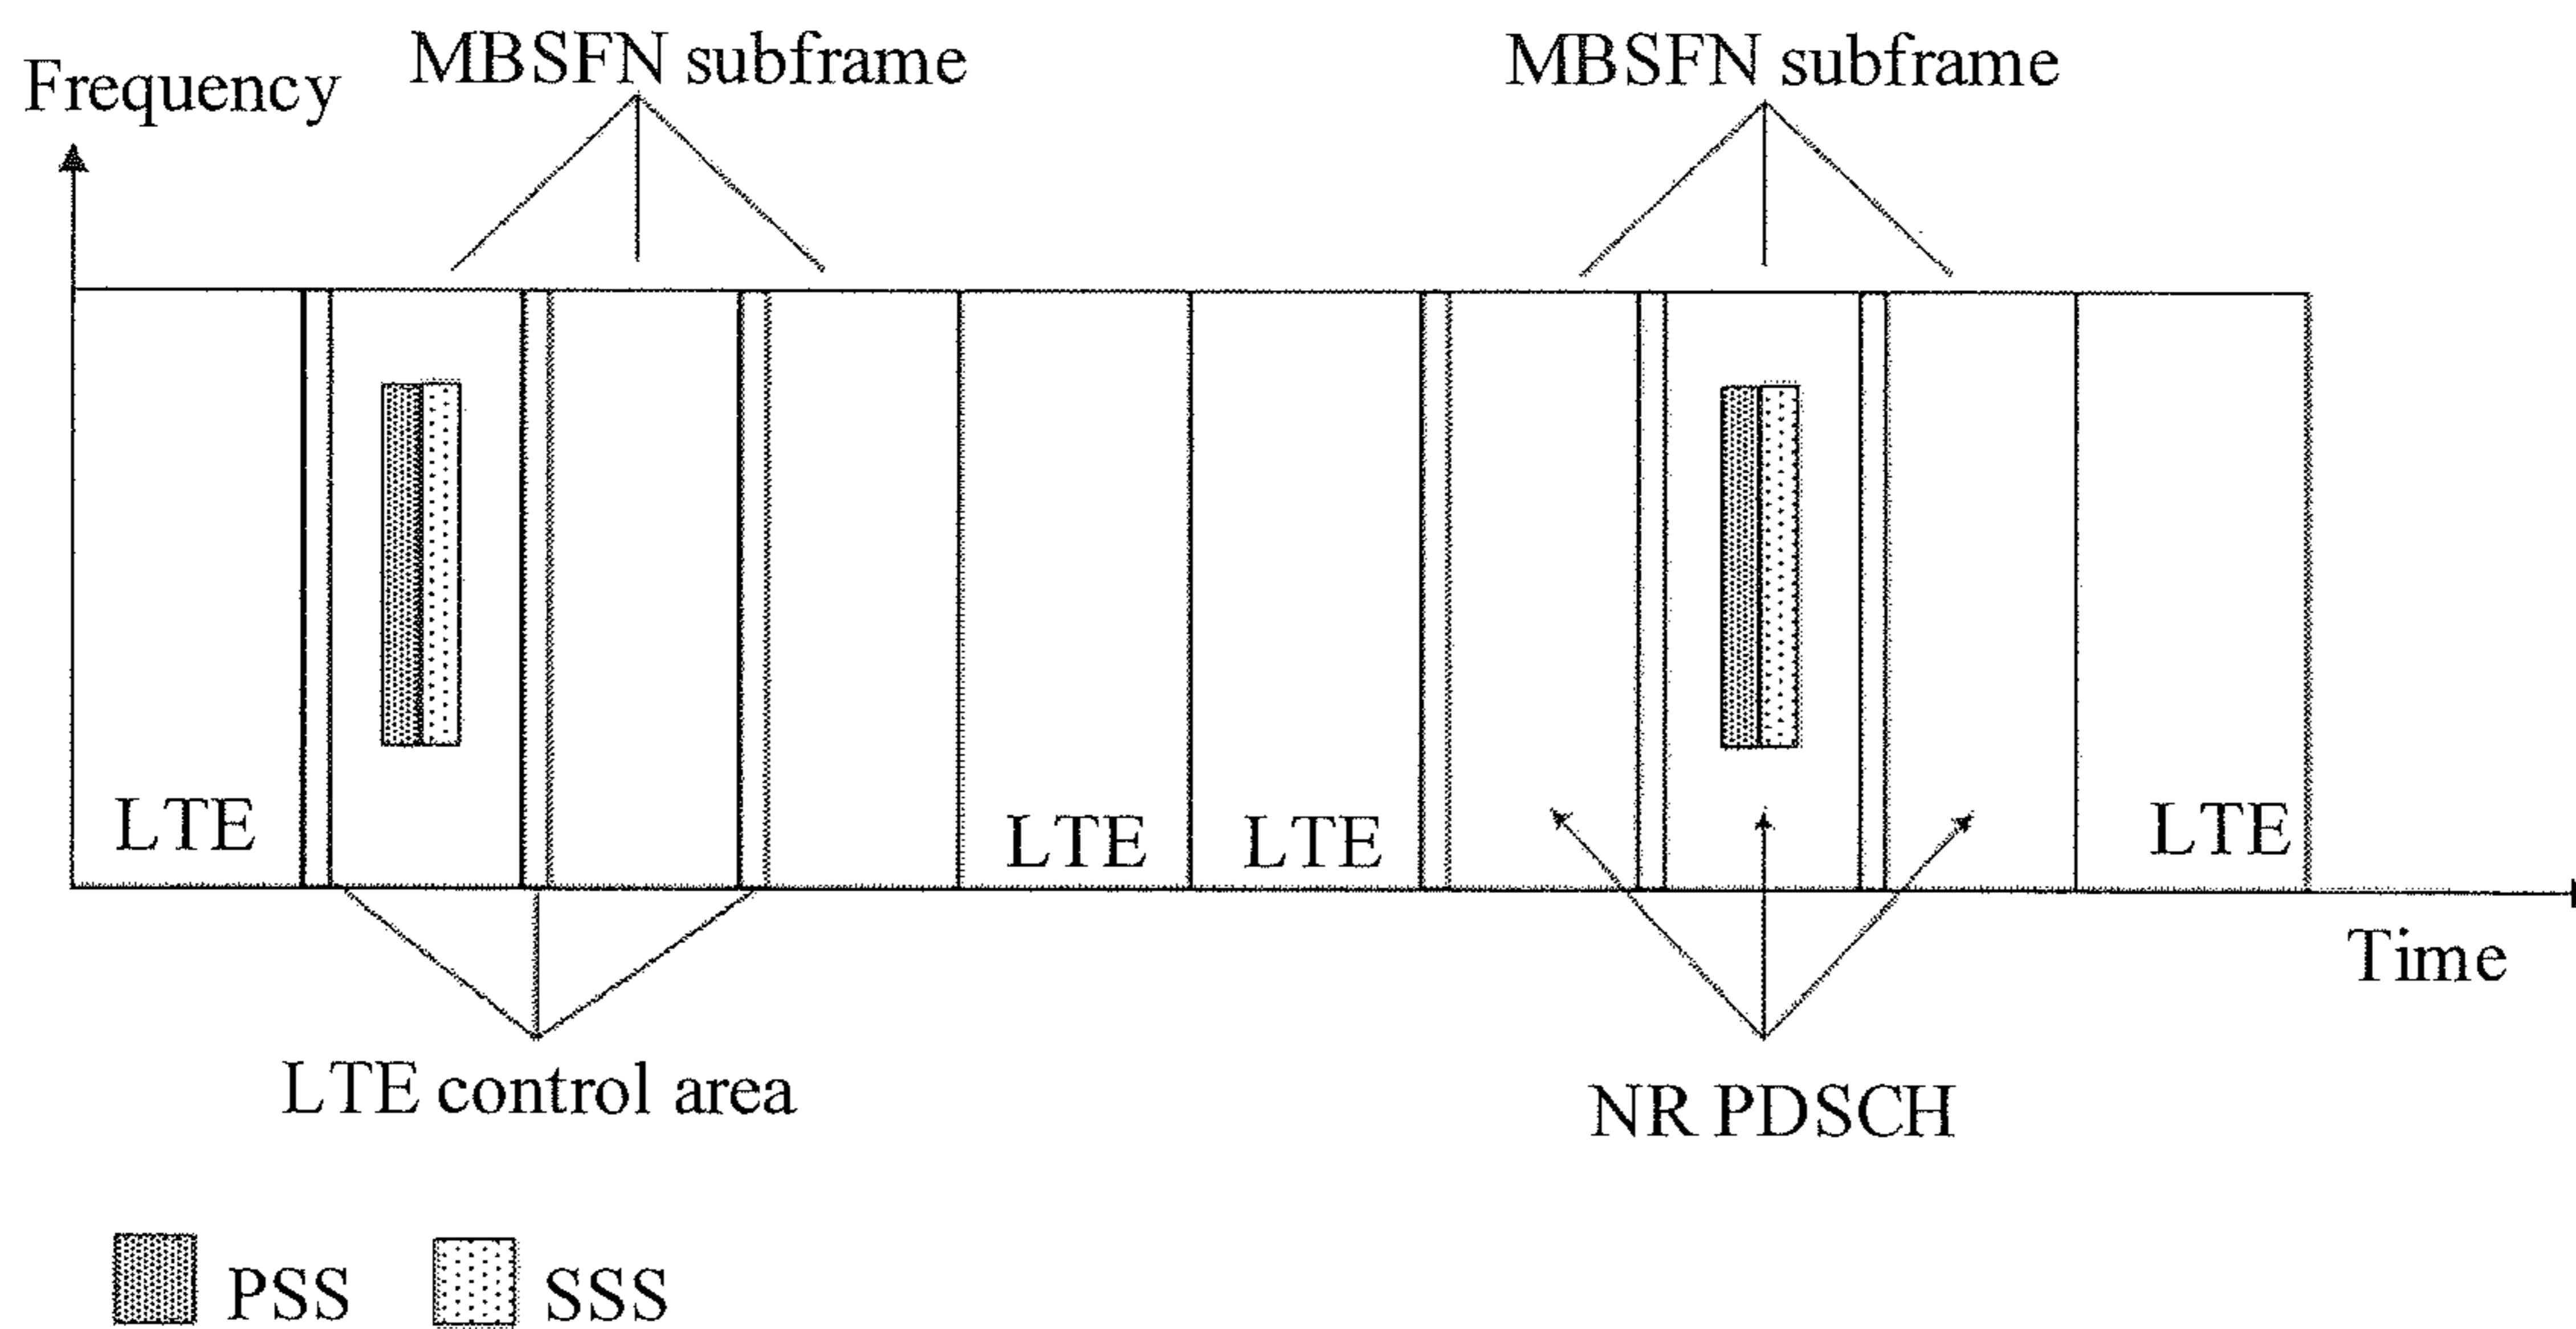 MBSFN subframe
MBSFN subframe
Frequency
LTE
LTE
LTE
LTE
Time
LTE control area
NR PDSCH
PSS
SSS